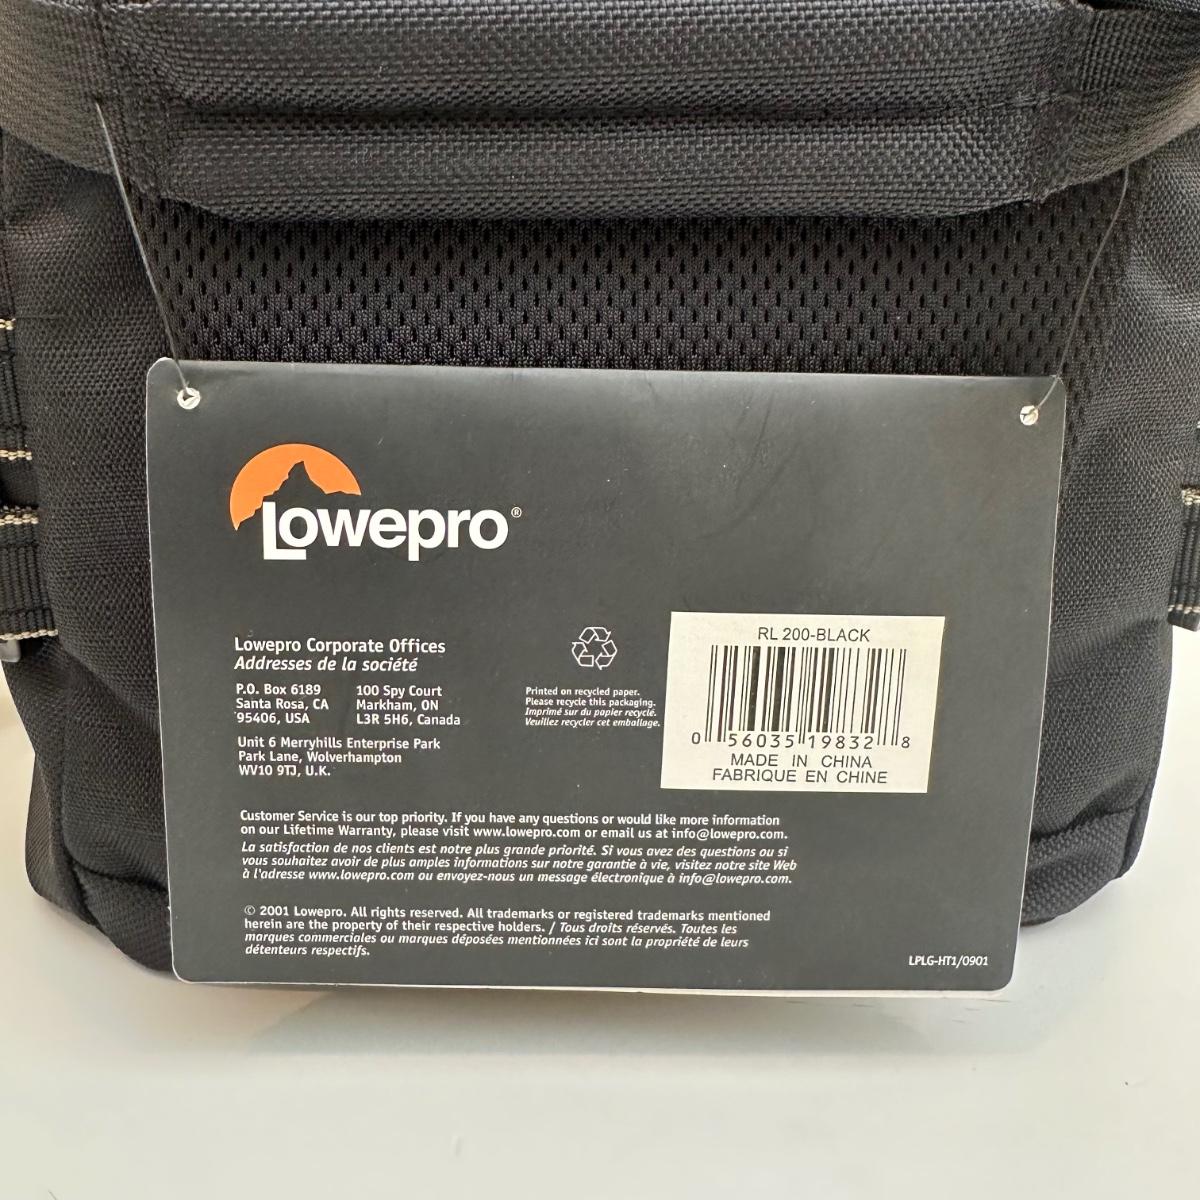 Lowepro®
Lowepro Corporate Offices
Addresses de la société
P.O. Box 6189
Santa Rosa, CA
95406, USA
100 Spy Court
Markham, ON
L3R 5H6, Canada
Unit 6 Merryhills Enterprise Park
Park Lane, Wolverhampton
WV10 9TJ, U.K.
Printed on recycled paper.
Please recycle this packaging.
Imprimé sur du papier recyclé.
Veuillez recycler cet emballage.
RL 200-BLACK
0 56035 19832 8
MADE IN CHINA
FABRIQUE EN CHINE
Customer Service is our top priority. If you have any questions or would like more information
on our Lifetime Warranty, please visit www.lowepro.com or email us at info@lowepro.com.
La satisfaction de nos clients est notre plus grande priorité. Si vous avez des questions ou si
vous souhaitez avoir de plus amples informations sur notre garantie à vie, visitez notre site Web
à l'adresse www.lowepro.com ou envoyez-nous un message électronique à info@lowepro.com.
© 2001 Lowepro. All rights reserved. All trademarks or registered trademarks mentioned
herein are the property of their respective holders. / Tous droits réservés. Toutes les
marques commerciales ou marques déposées mentionnées ici sont la propriété de leurs
détenteurs respectifs.
LPLG-HT1/0901